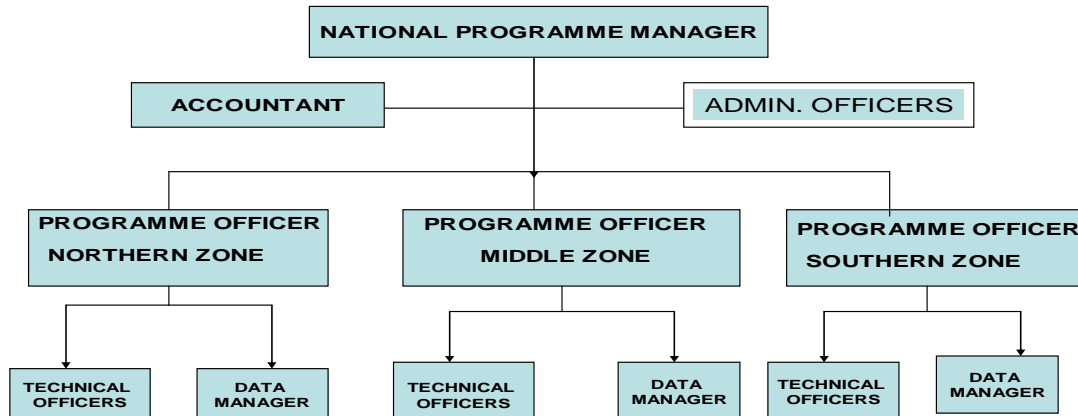 NATIONAL PROGRAMME MANAGER
ACCOUNTANT
ADMIN. OFFICERS
PROGRAMME OFFICER
NORTHERN ZONE
PROGRAMME OFFICER
MIDDLE ZONE
PROGRAMME OFFICER
SOUTHERN ZONE
TECHNICAL
OFFICERS
DATA
MANAGER
TECHNICAL
OFFICERS
DATA
MANAGER
TECHNICAL
OFFICERS
DATA
MANAGER